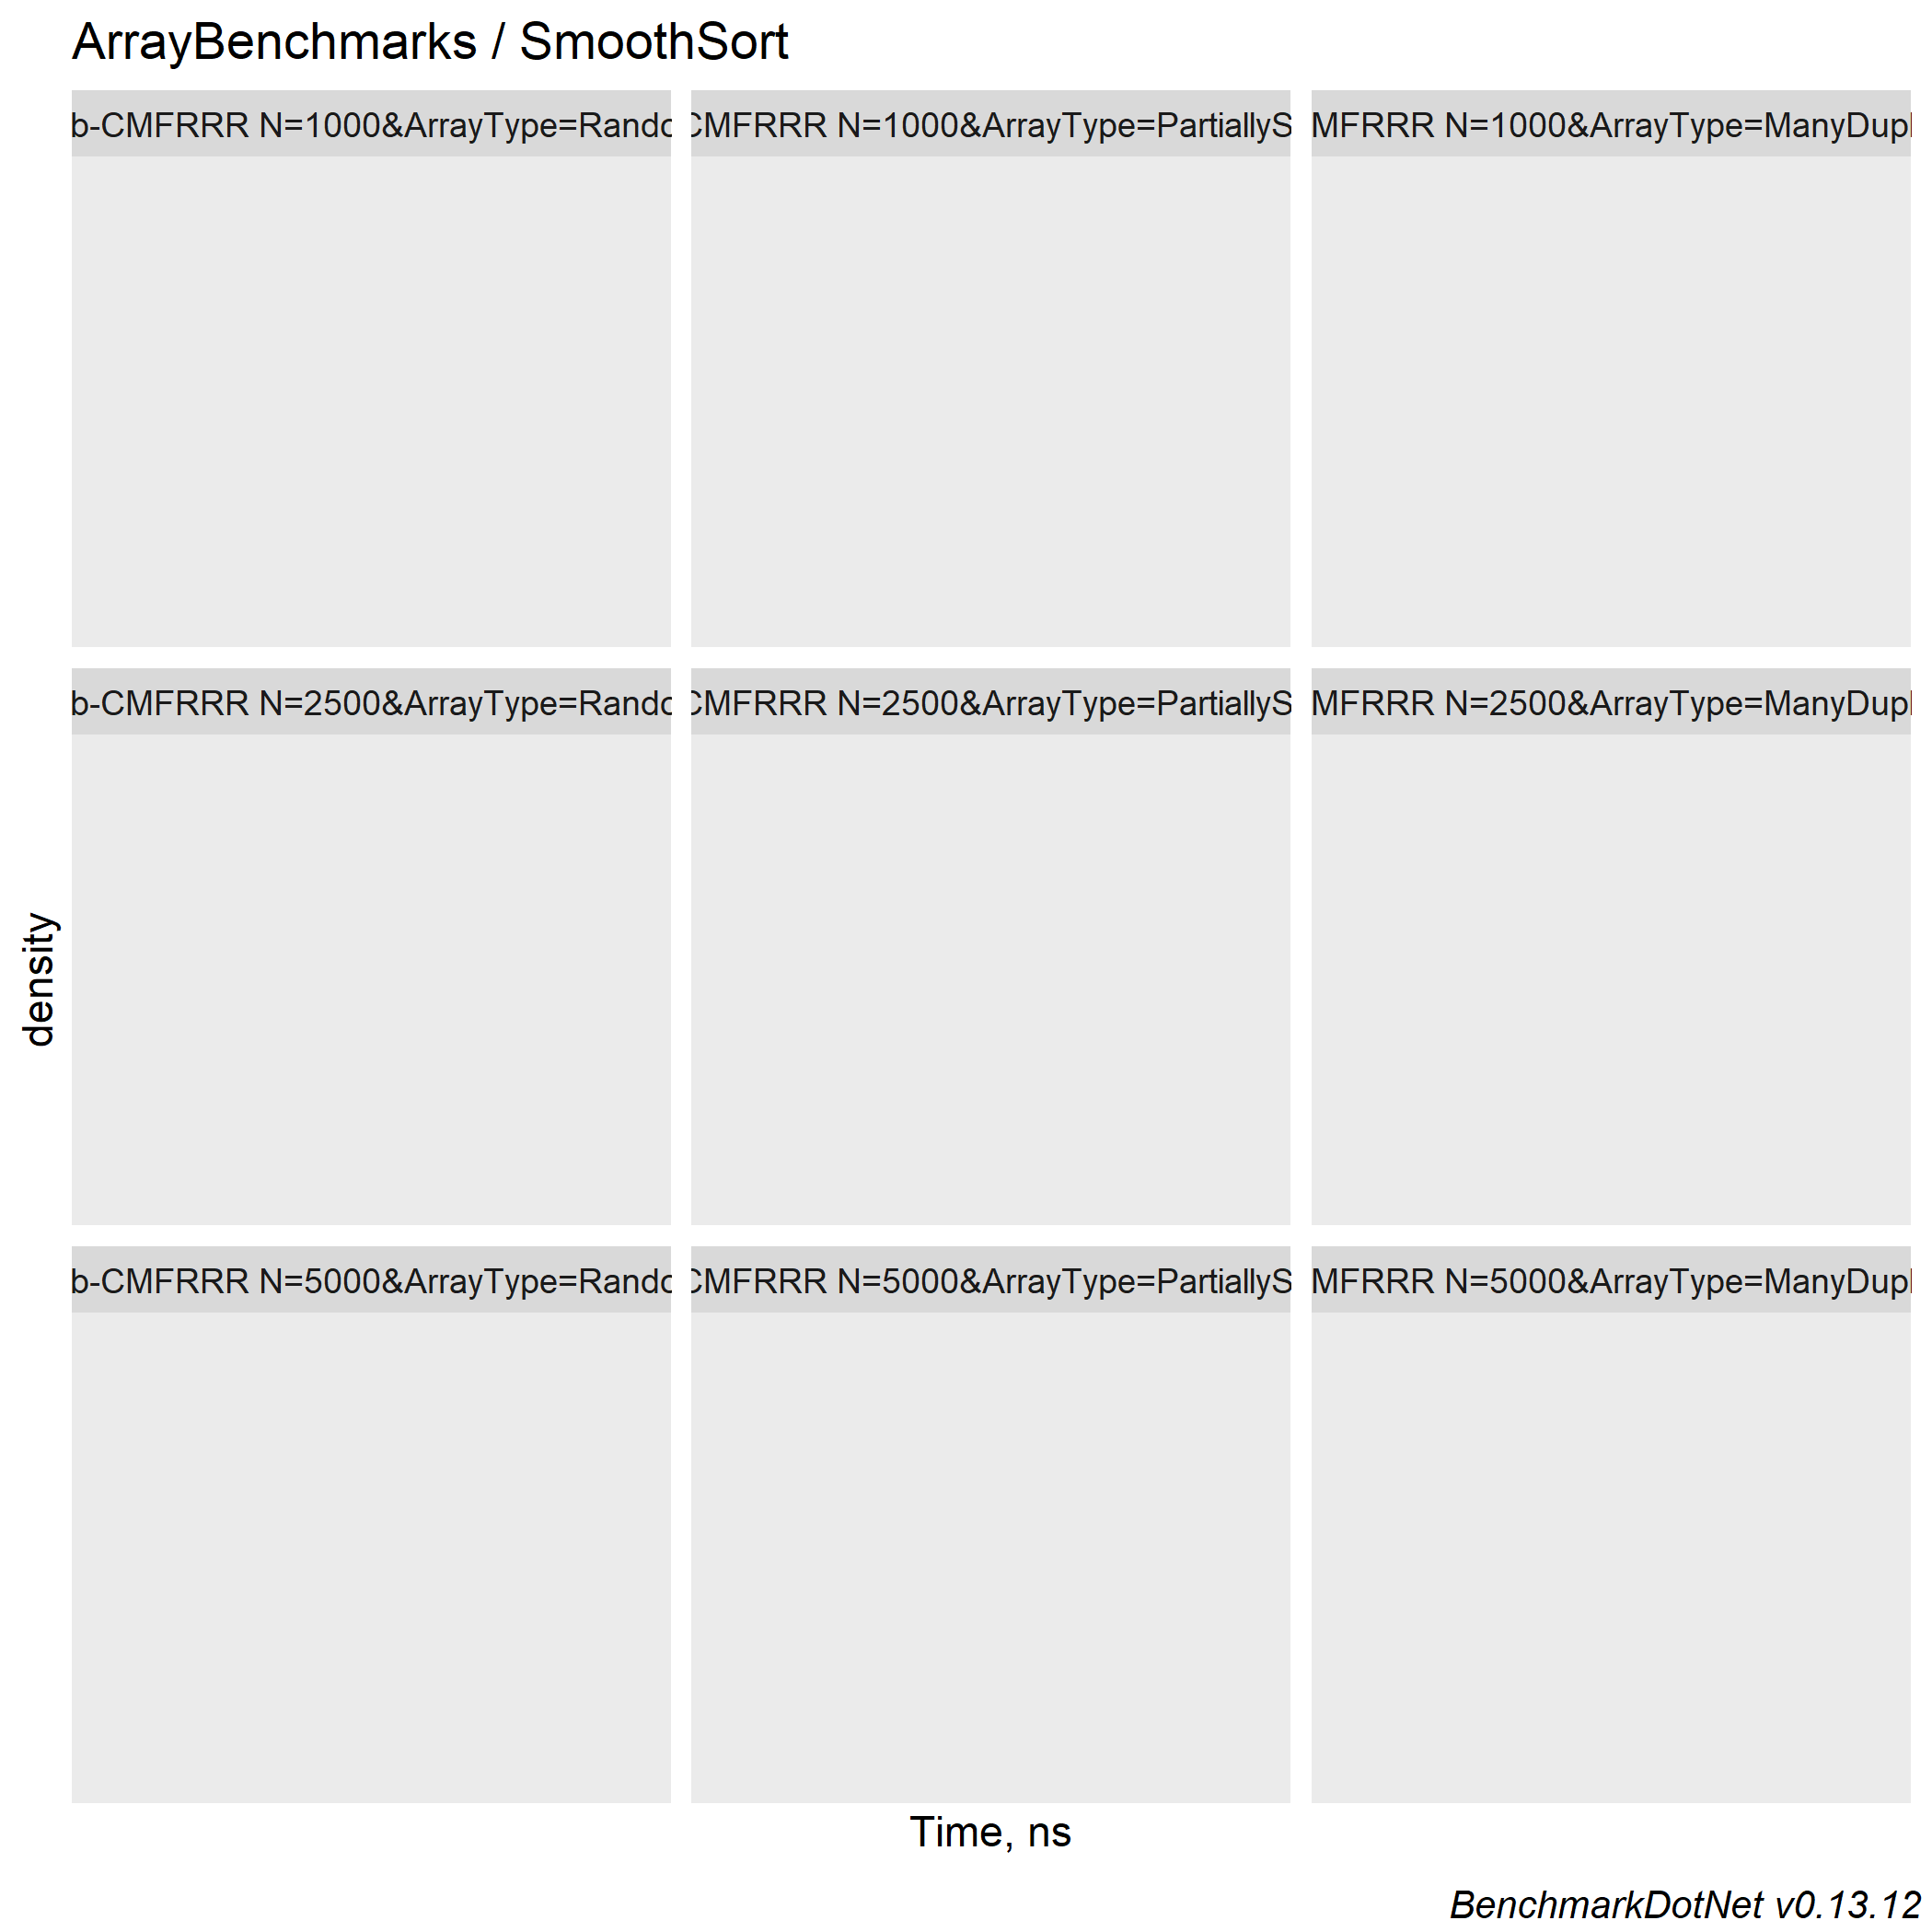 ArrayBenchmarks / SmoothSort
b-CMFRRR N=1000&ArrayType=Rando
CMFRRR N=1000&ArrayType=PartiallyS
MFRRR N=1000&ArrayType=ManyDupl
b-CMFRRR N=2500&ArrayType=Rando
CMFRRR N=2500&ArrayType=PartiallyS
MFRRR N=2500&ArrayType=ManyDupl
density
b-CMFRRR N=5000&ArrayType=Rando
CMFRRR N=5000&ArrayType=PartiallyS
MFRRR N=5000&ArrayType=ManyDupl
Time, ns
BenchmarkDotNet v0.13.12